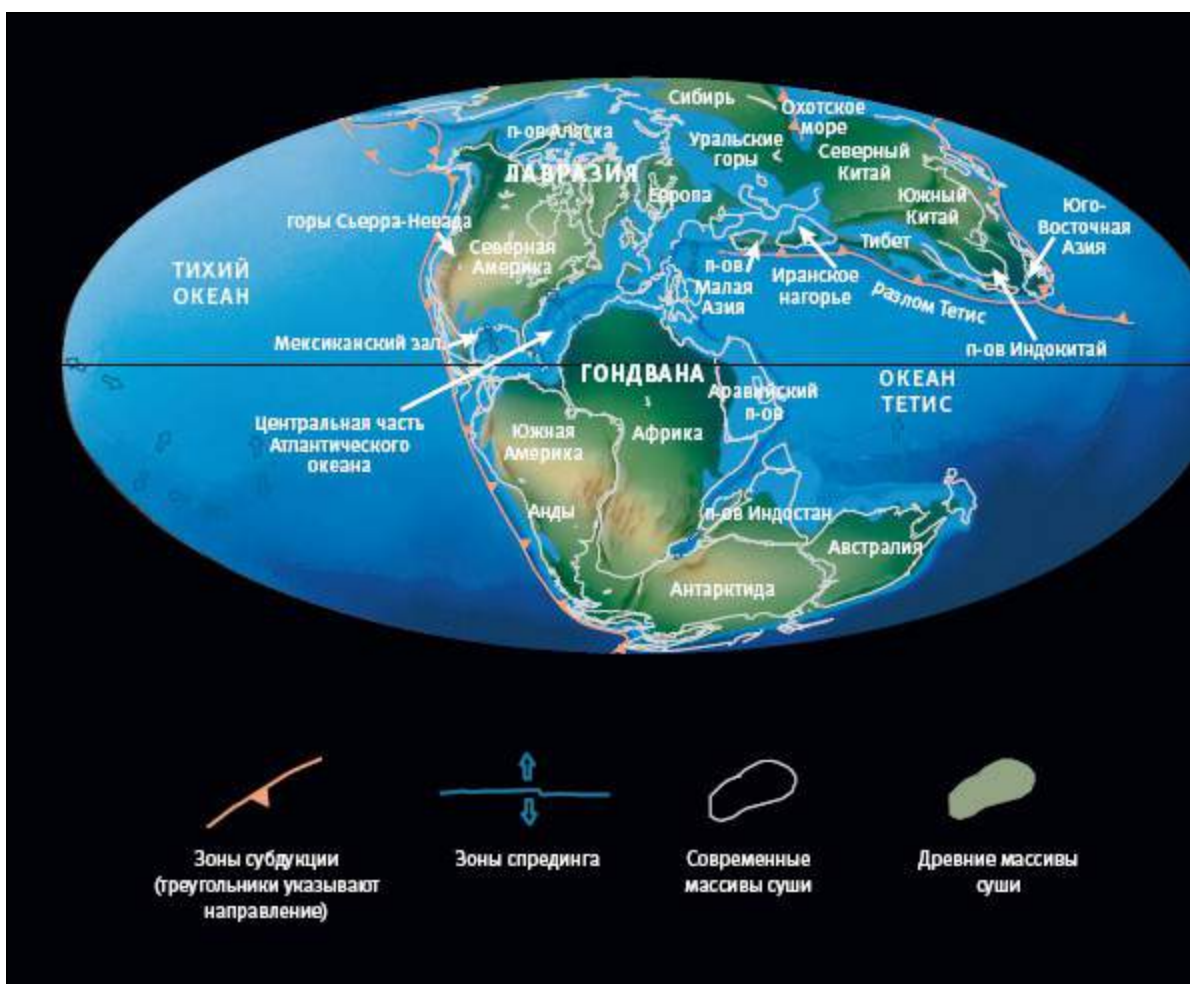 Сибирь
Охотское
море
п-ов Аляска
Уральские
горы
Северный
Китай
ЛАВРАЗИЯ
Европа
Южный
Китай
Юго-
Восточная
Азия
горы Сьерра-Невада
Северная
Америка
Тибет
ТИХИЙ
ОКЕАН
п-ов
Малая
Азия
Иранское
нагорье
разлом Тетис
Мексиканский зал.
п-ов Индокитай
ГОНДВАНА
ОКЕАН
ТЕТИС
Аравийский
п-ов
Центральная часть
Атлантического
океана
Южная
Америка
Африка
Анды
п-ов Индостан
Австралия
Антарктида
Зоны субдукции
(треугольники указывают
направление)
Зоны спрединга
Современные
массивы суши
Древние массивы
суши